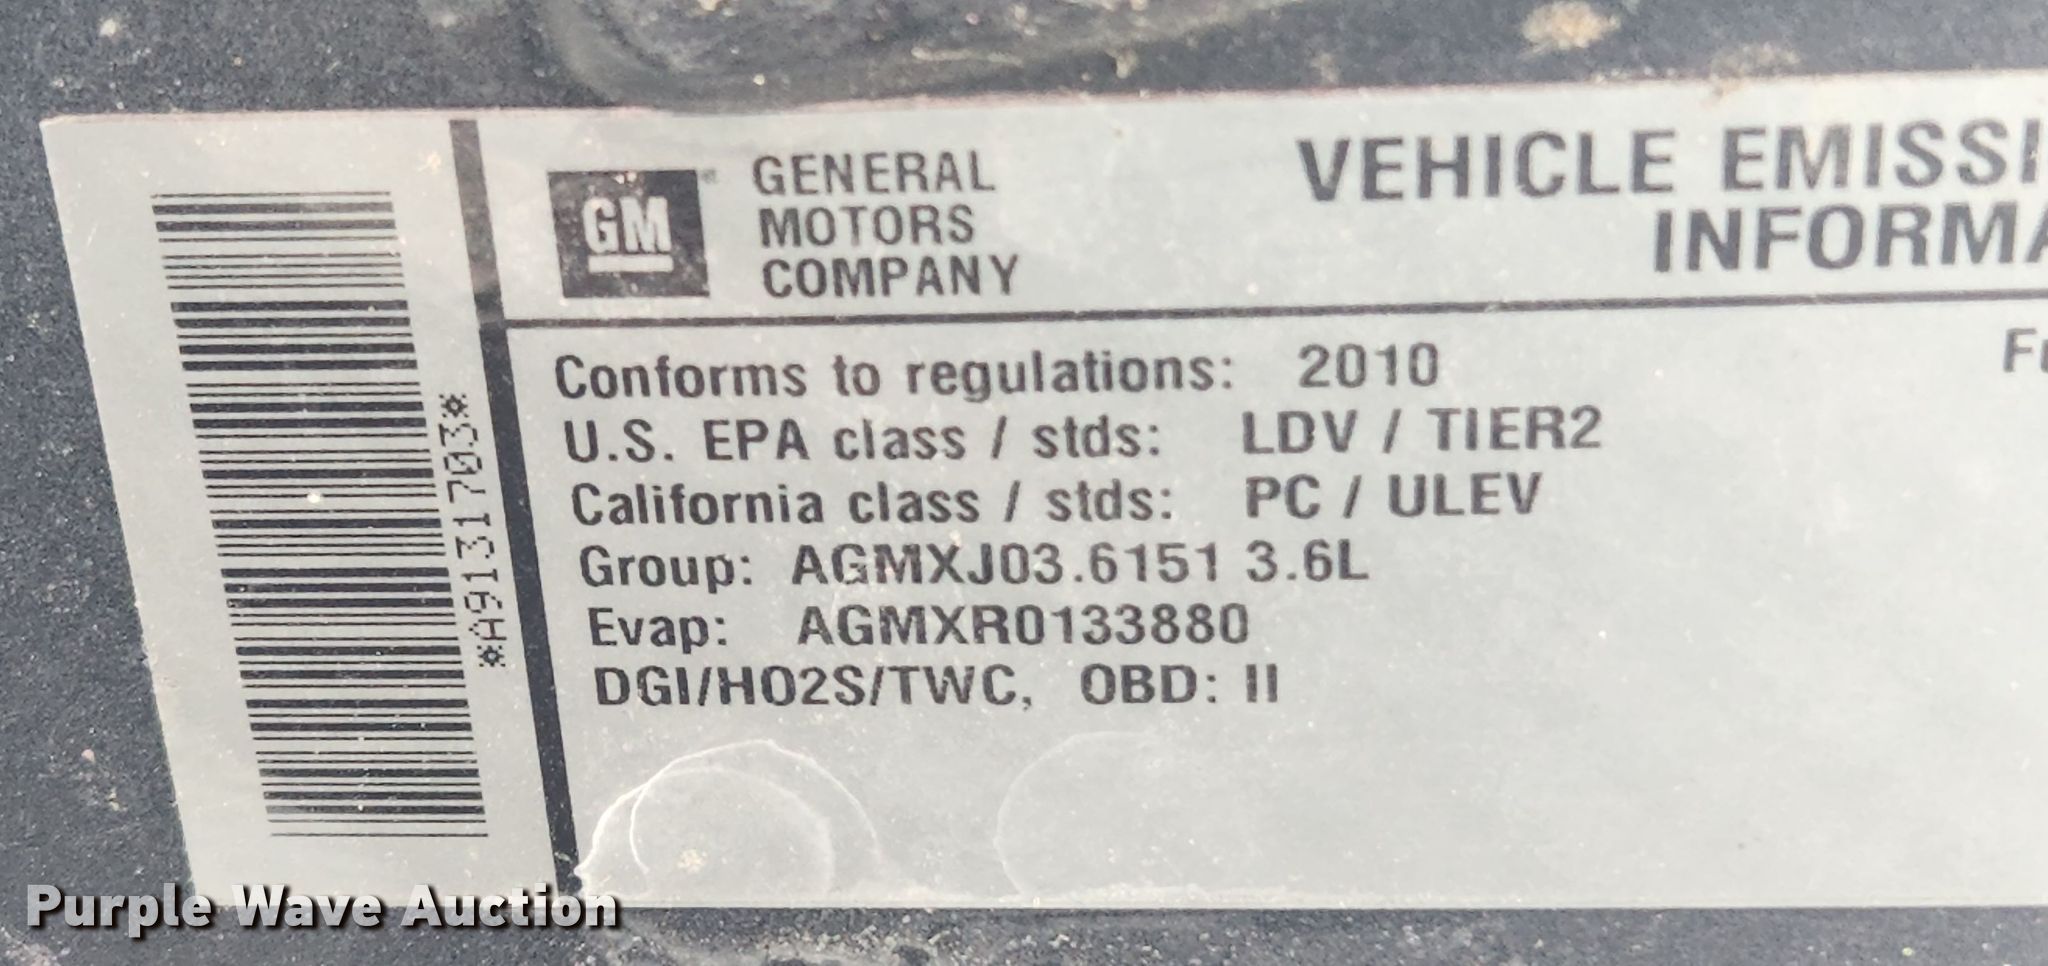 GM
GENERAL
MOTORS
COMPANY
VEHICLE EMISSI
INFORMA
Conforms to regulations: 2010
U.S. EPA class / stds: LDV / TIER2
California class / stds: PC / ULEV
Group: AGMXJ03.6151 3.6L
Evap: AGMXR0133880
DGI/HO2S/TWC, OBD: II
*A9131703*
Purple Wave Auction